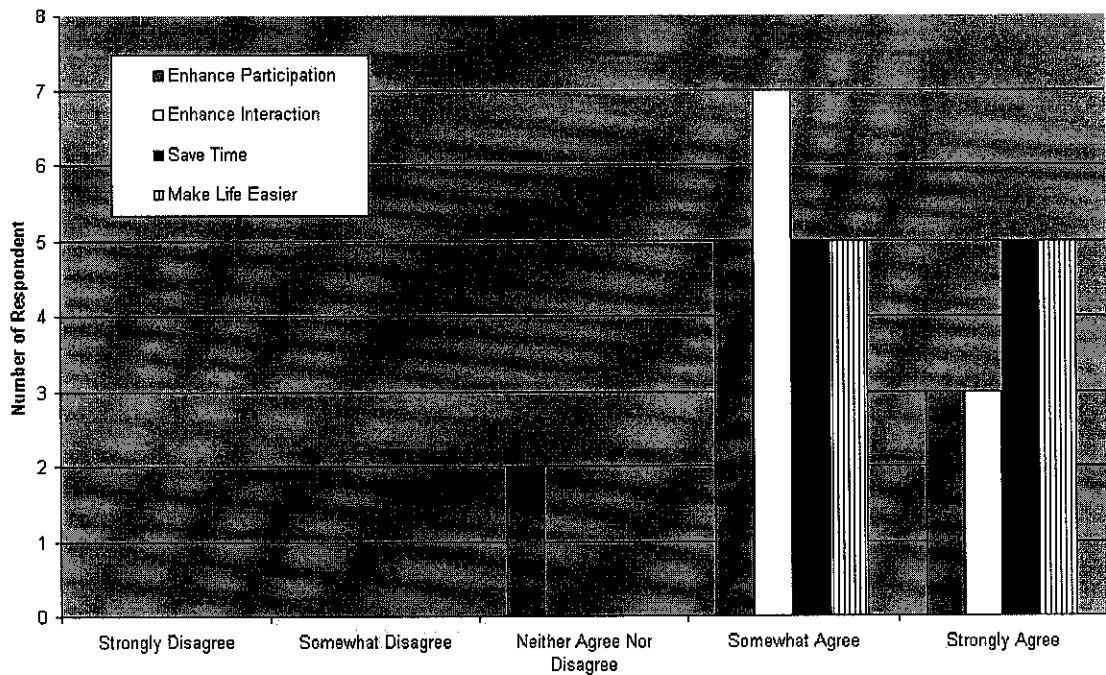 8
7
6
5
4
3
2
1
0
Number of Respondent
Enhance Participation
Enhance Interaction
Save Time
Make Life Easier
Strongly Disagree
Somewhat Disagree
Neither Agree Nor
Disagree
Somewhat Agree
Strongly Agree